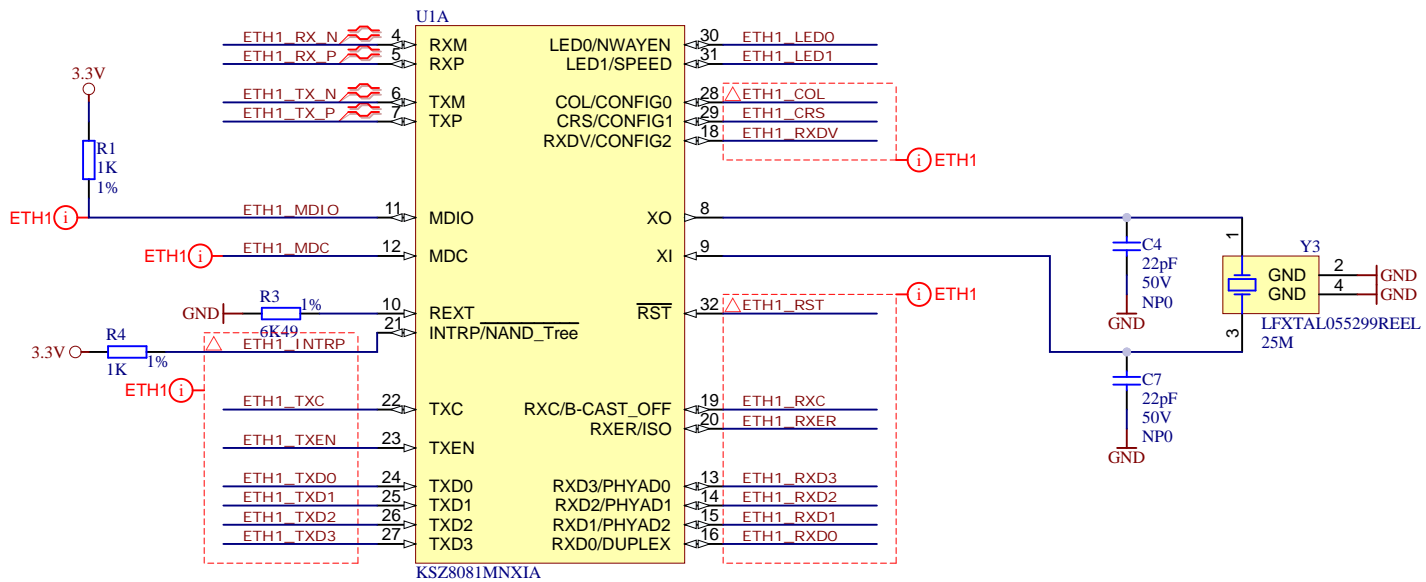 U1A
ETH1_RX_N 4 RXM
ETH1_RX_P 5 RXP
3.3V
ETH1_TX_N 6 TXM
ETH1_TX_P 7 TXP
R1
1K
1%
ETH1 i ETH1_MDIO 11 MDIO
ETH1 i ETH1_MDC 12 MDC
GND R3 1% 10 REXT
6K49
21 INTRP/NAND_Tree
3.3V R4 1K 1% ETH1_INTRP
ETH1 i
ETH1_TXC 22 TXC
ETH1_TXEN 23 TXEN
ETH1_TXD0 24 TXD0
ETH1_TXD1 25 TXD1
ETH1_TXD2 26 TXD2
ETH1_TXD3 27 TXD3
LED0/NWAYEN 30 ETH1_LED0
LED1/SPEED 31 ETH1_LED1
COL/CONFIG0 28 ETH1_COL
CRS/CONFIG1 29 ETH1_CRS
RXDV/CONFIG2 18 ETH1_RXDV
i ETH1
XO 8
XI 9
i ETH1
RST 32 ETH1_RST
RXC/B-CAST_OFF 19 ETH1_RXC
RXER/ISO 20 ETH1_RXER
RXD3/PHYAD0 13 ETH1_RXD3
RXD2/PHYAD1 14 ETH1_RXD2
RXD1/PHYAD2 15 ETH1_RXD1
RXD0/DUPLEX 16 ETH1_RXD0
KSZ8081MNXIA
C4
22pF
50V
NP0
GND
C7
22pF
50V
NP0
GND
1
Y3
GND 2 GND
GND 4 GND
3
LFXTAL055299REEL
25M